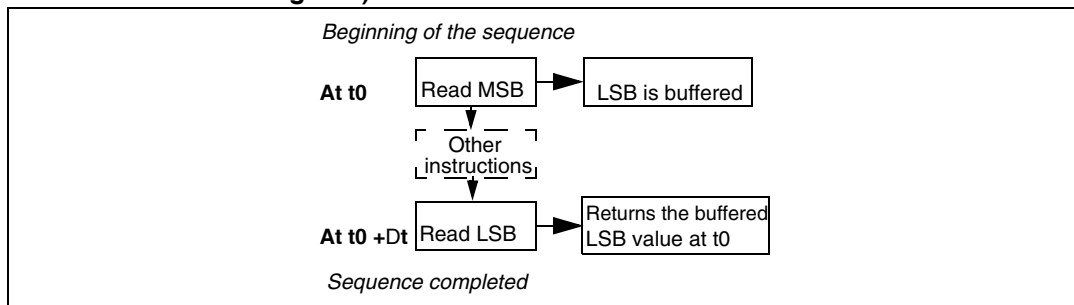 Beginning of the sequence
At t0 Read MSB LSB is buffered
Other
instructions
Returns the buffered
At t0 +Dt Read LSB LSB value at t0
Sequence completed